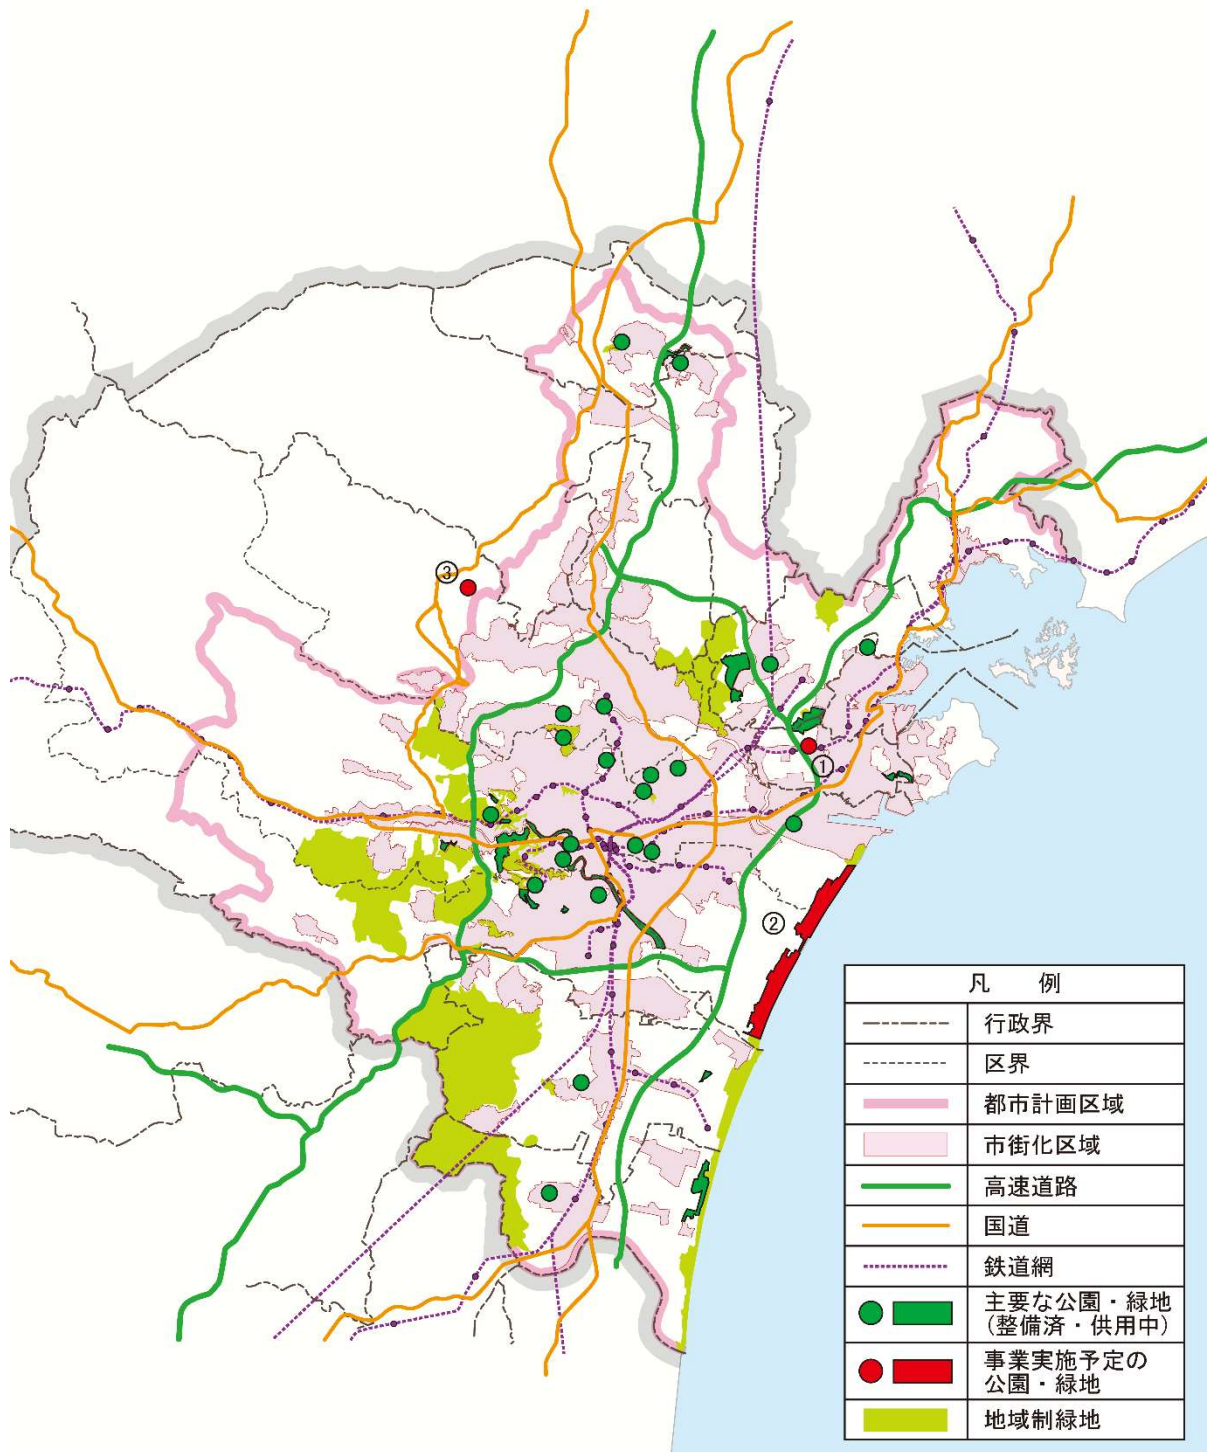 ③
①
②
凡 例
行政界
区界
都市計画区域
市街化区域
高速道路
国道
鉄道網
主要な公園・緑地
(整備済・供用中)
事業実施予定の
公園・緑地
地域制緑地